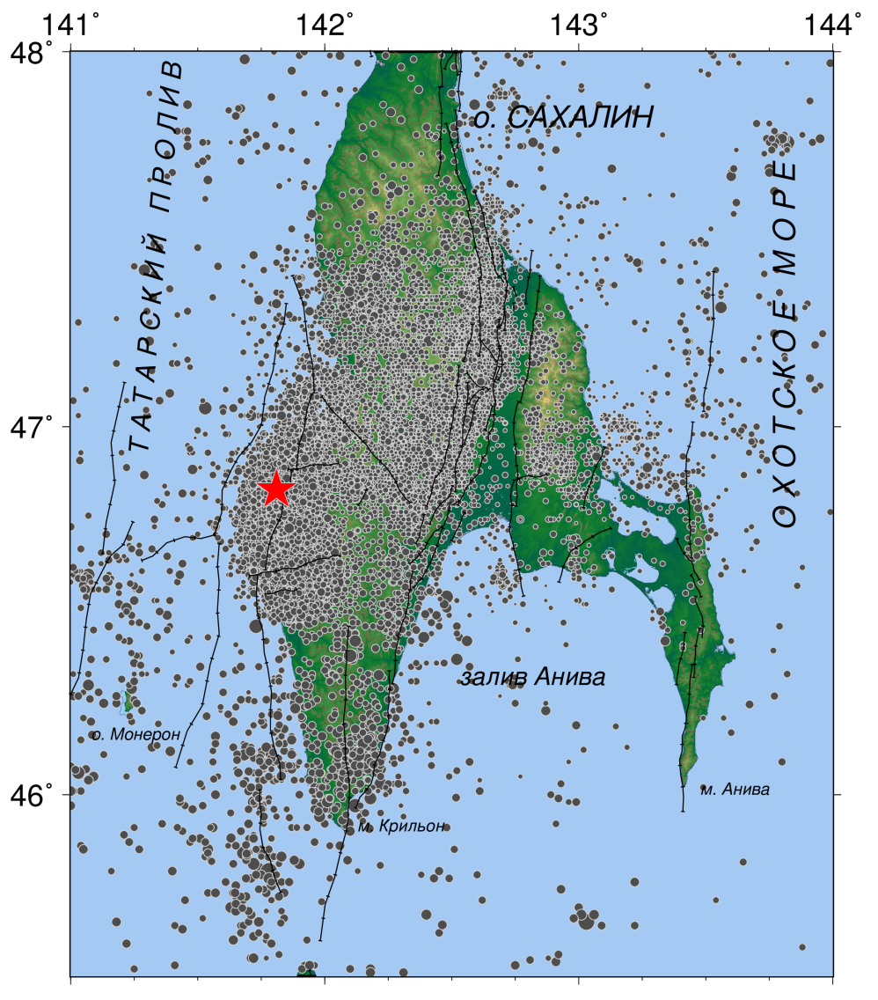 141° 142° 143° 144°
48°
ТАТАРСКИЙ ПРОЛИВ
о. САХАЛИН
ОХОТСКОЕ МОРЕ
47°
залив Анива
о. Монерон
м. Анива
46°
м. Крильон